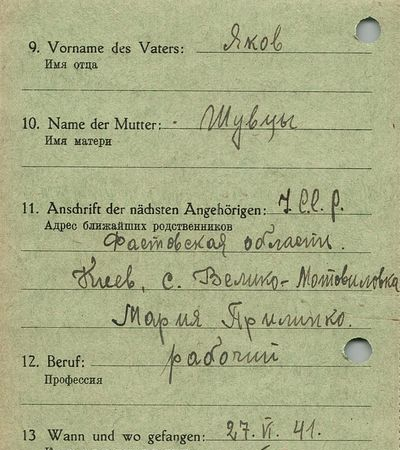 9. Vorname des Vaters: Яков
Имя отца
10. Name der Mutter: Шувцы
Имя матери
11. Anschrift der nächsten Angehörigen:
Адрес ближайших родственников
Фастовская области.
Киев, с. Велико-Мотовиловка
Мария Прилипко.
12. Beruf: рабочий
Профессия
13 Wann und wo gefangen: 27. VI. 41.